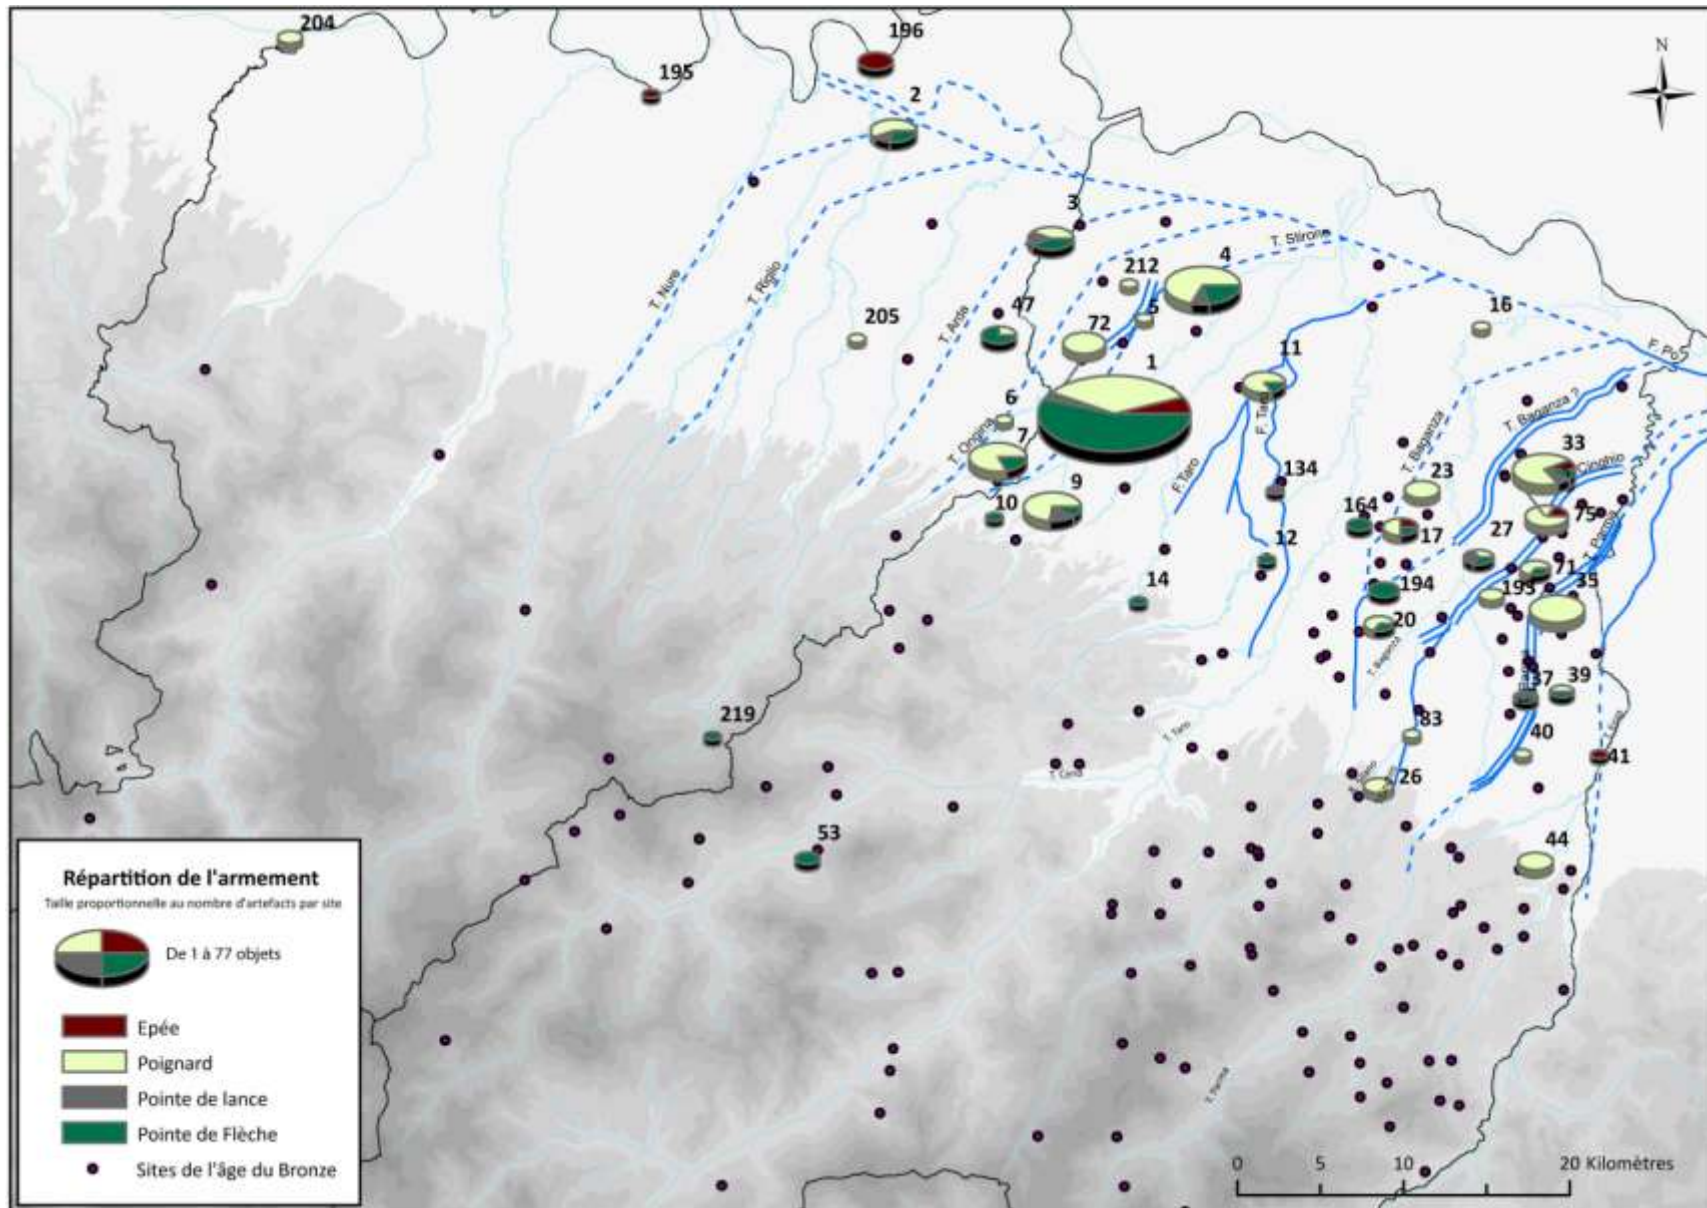 204
196
195
N
2
3
T. Stirone
4
212
T. Nure
T. Riglio
5
16
47
205
T. Arda
72
11
F. Po
1
6
F. Taro
T. Baganza ?
T. Ongina
7
T. Baganza
33
Cinghio
F. Taro
134
23
9
10
164
75
17
27
T. Parma
12
71
194
193
35
14
20
T. Baganza
37
39
219
83
T. Taro
40
41
T. Ceno
26
53
44
T. Parma
Répartition de l'armement
Taille proportionnelle au nombre d'artefacts par site
De 1 à 77 objets
Epée
Poignard
Pointe de lance
Pointe de Flèche
Sites de l'âge du Bronze
0 5 10 20 Kilomètres